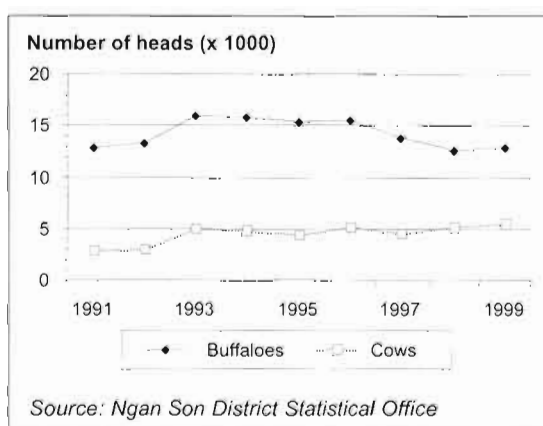 Number of heads (x 1000)
20
15
10
5
0
1991 1993 1995 1997 1999
Buffaloes Cows
Source: Ngan Son District Statistical Office